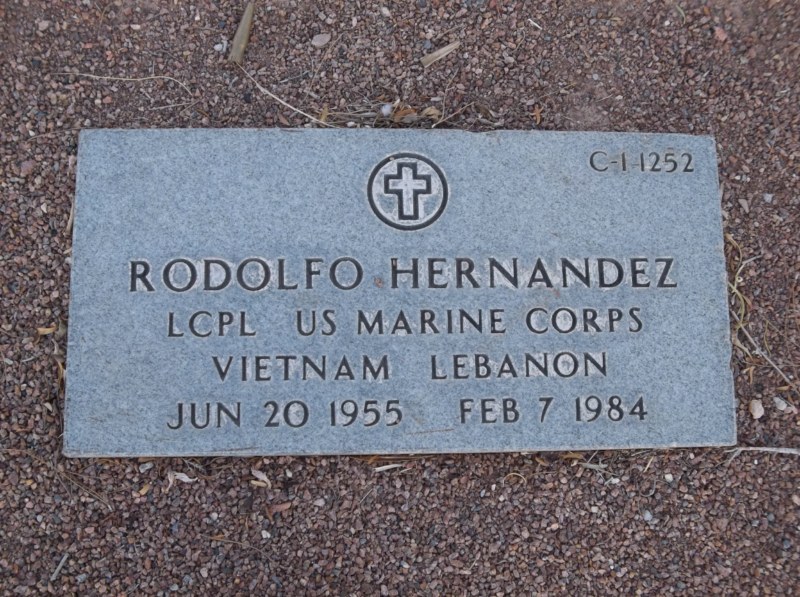 C-1-1252
RODOLFO HERNANDEZ
LCPL US MARINE CORPS
VIETNAM LEBANON
JUN 20 1955 FEB 7 1984